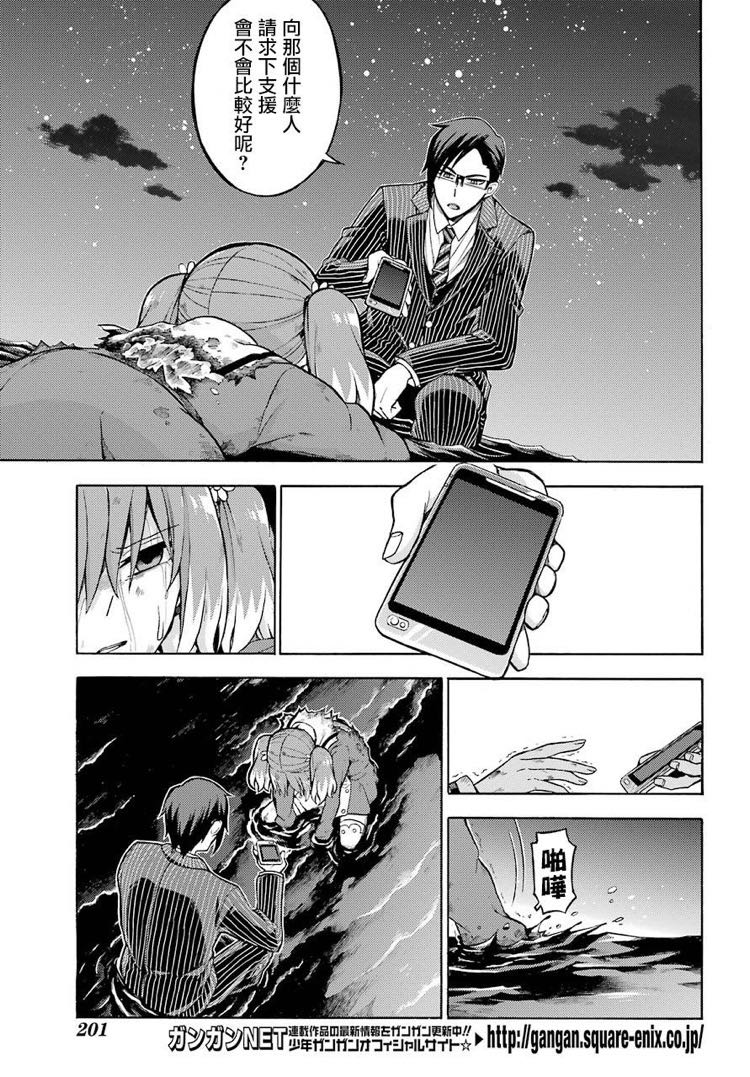 向那個什麼人
請求下支援
會不會比較好呢？
啪嘩
201
ガンガンNET
連載作品の最新情報をガンガン更新中!!
少年ガンガンオフィシャルサイト☆
▶http://gangan.square-enix.co.jp/